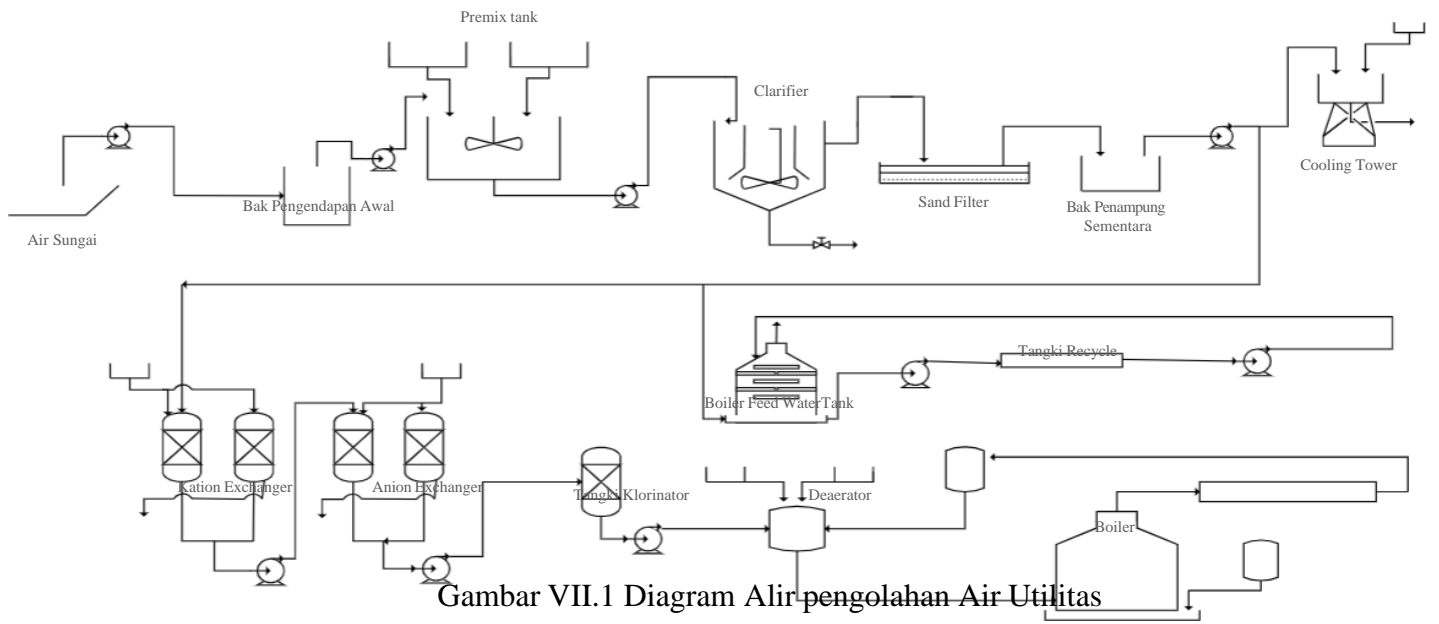 Premix tank
Clarifier
Cooling Tower
Bak Pengendapan Awal
Sand Filter
Bak Penampung
Sementara
Air Sungai
Tangki Recycle
Boiler Feed WaterTank
Kation Exchanger
Anion Exchanger
Tangki Klorinator
Deaerator
Boiler
Gambar VII.1 Diagram Alir pengolahan Air Utilitas